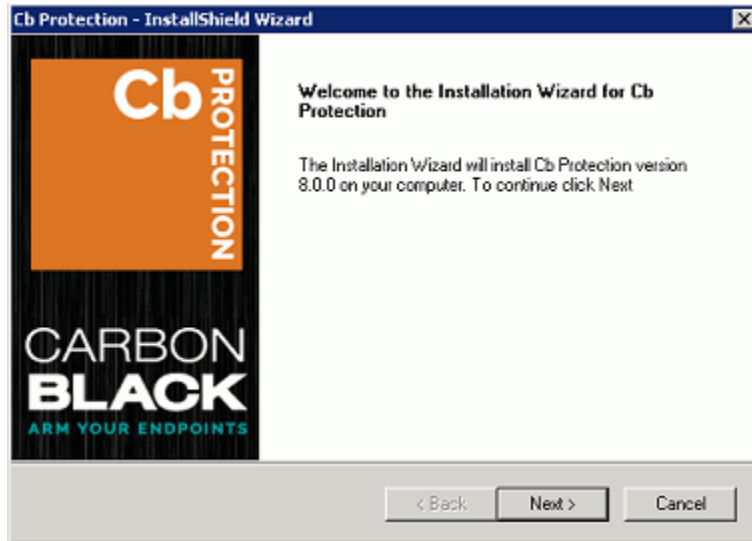 Cb Protection - InstallShield Wizard
Cb PROTECTION
Welcome to the Installation Wizard for Cb
Protection
The Installation Wizard will install Cb Protection version
8.0.0 on your computer. To continue click Next
CARBON
BLACK
ARM YOUR ENDPOINTS
< Back
Next >
Cancel